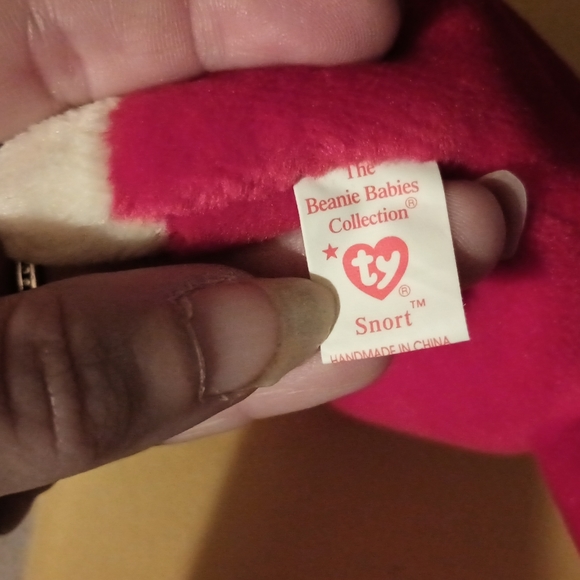 The
Beanie Babies
Collection®
★ ty ®
Snort™
HANDMADE IN CHINA